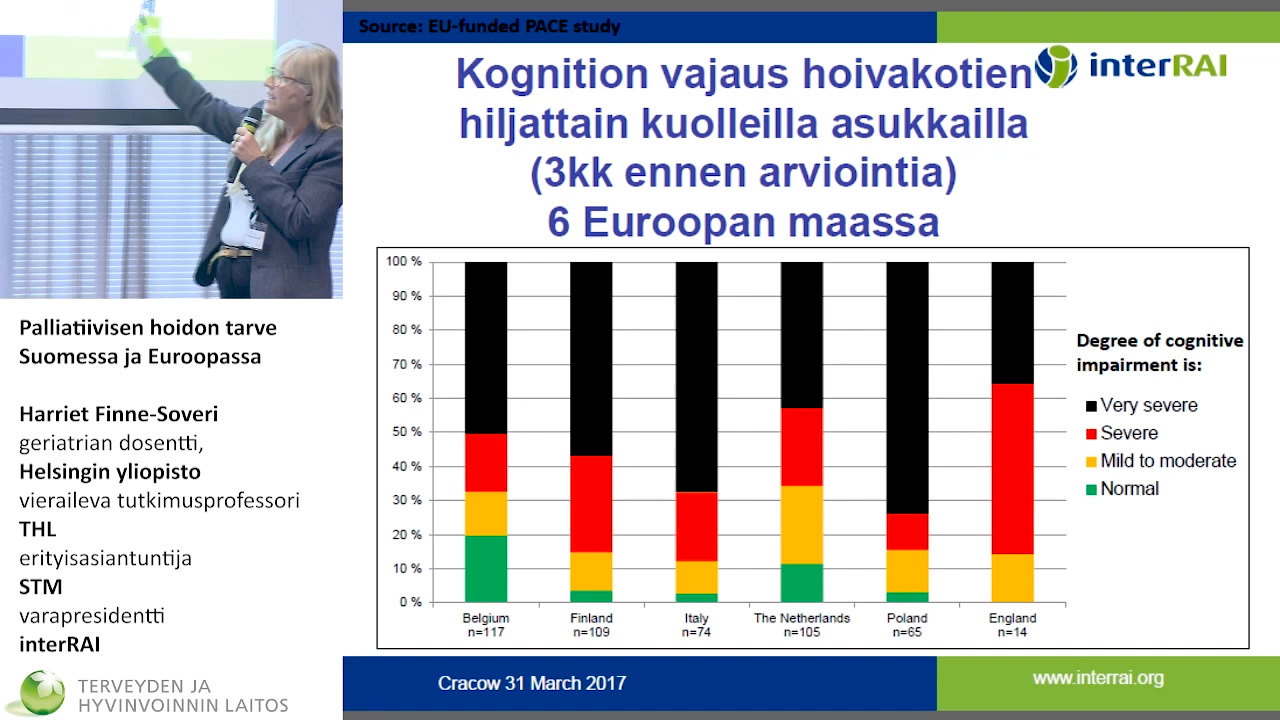 Source: EU-funded PACE study
interRAI
Kognition vajaus hoivakotien
hiljattain kuolleilla asukkailla
(3kk ennen arviointia)
6 Euroopan maassa
100 %
90 %
80 %
70 %
60 %
50 %
40 %
30 %
20 %
10 %
0 %
Belgium
n=117
Finland
n=109
Italy
n=74
The Netherlands
n=105
Poland
n=65
England
n=14
Degree of cognitive
impairment is:
Very severe
Severe
Mild to moderate
Normal
Cracow 31 March 2017
www.interrai.org
Palliatiivisen hoidon tarve
Suomessa ja Euroopassa
Harriet Finne-Soveri
geriatrian dosentti,
Helsingin yliopisto
vieraileva tutkimusprofessori
THL
erityisasiantuntija
STM
varapresidentti
interRAI
TERVEYDEN JA
HYVINVOINNIN LAITOS